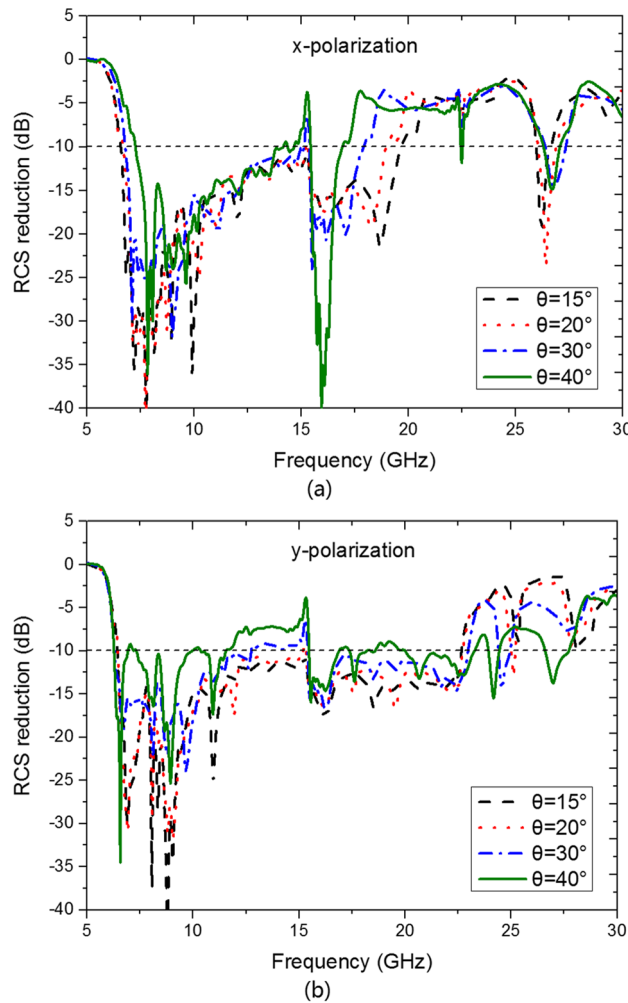 5
0
-5
-10
-15
-20
-25
-30
-35
-40
RCS reduction (dB)
x-polarization
θ=15°
θ=20°
θ=30°
θ=40°
5 10 15 20 25 30
Frequency (GHz)
(a)
5
0
-5
-10
-15
-20
-25
-30
-35
-40
RCS reduction (dB)
y-polarization
θ=15°
θ=20°
θ=30°
θ=40°
5 10 15 20 25 30
Frequency (GHz)
(b)